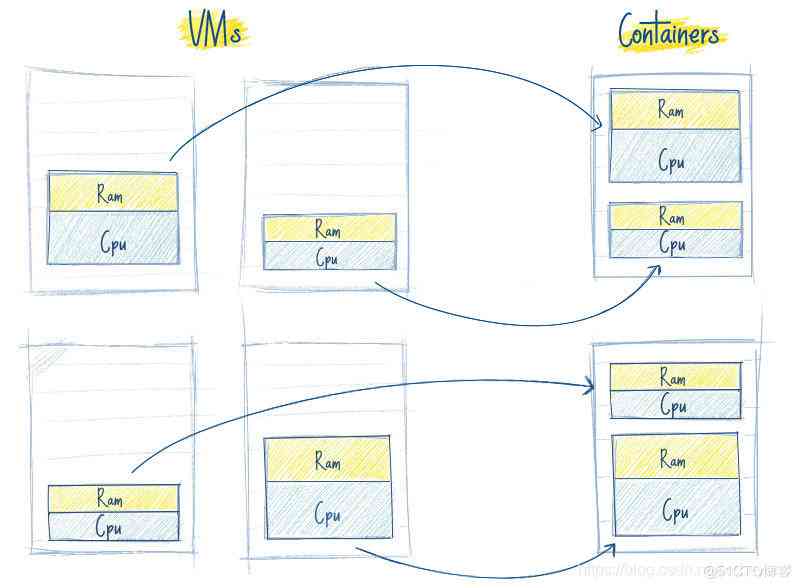 VMs
Containers
Ram
Cpu
Ram
Cpu
Ram
Cpu
Ram
Cpu
Ram
Cpu
Ram
Cpu
Ram
Cpu
Ram
Cpu
https://blog.csdn.n
@51CTO博客